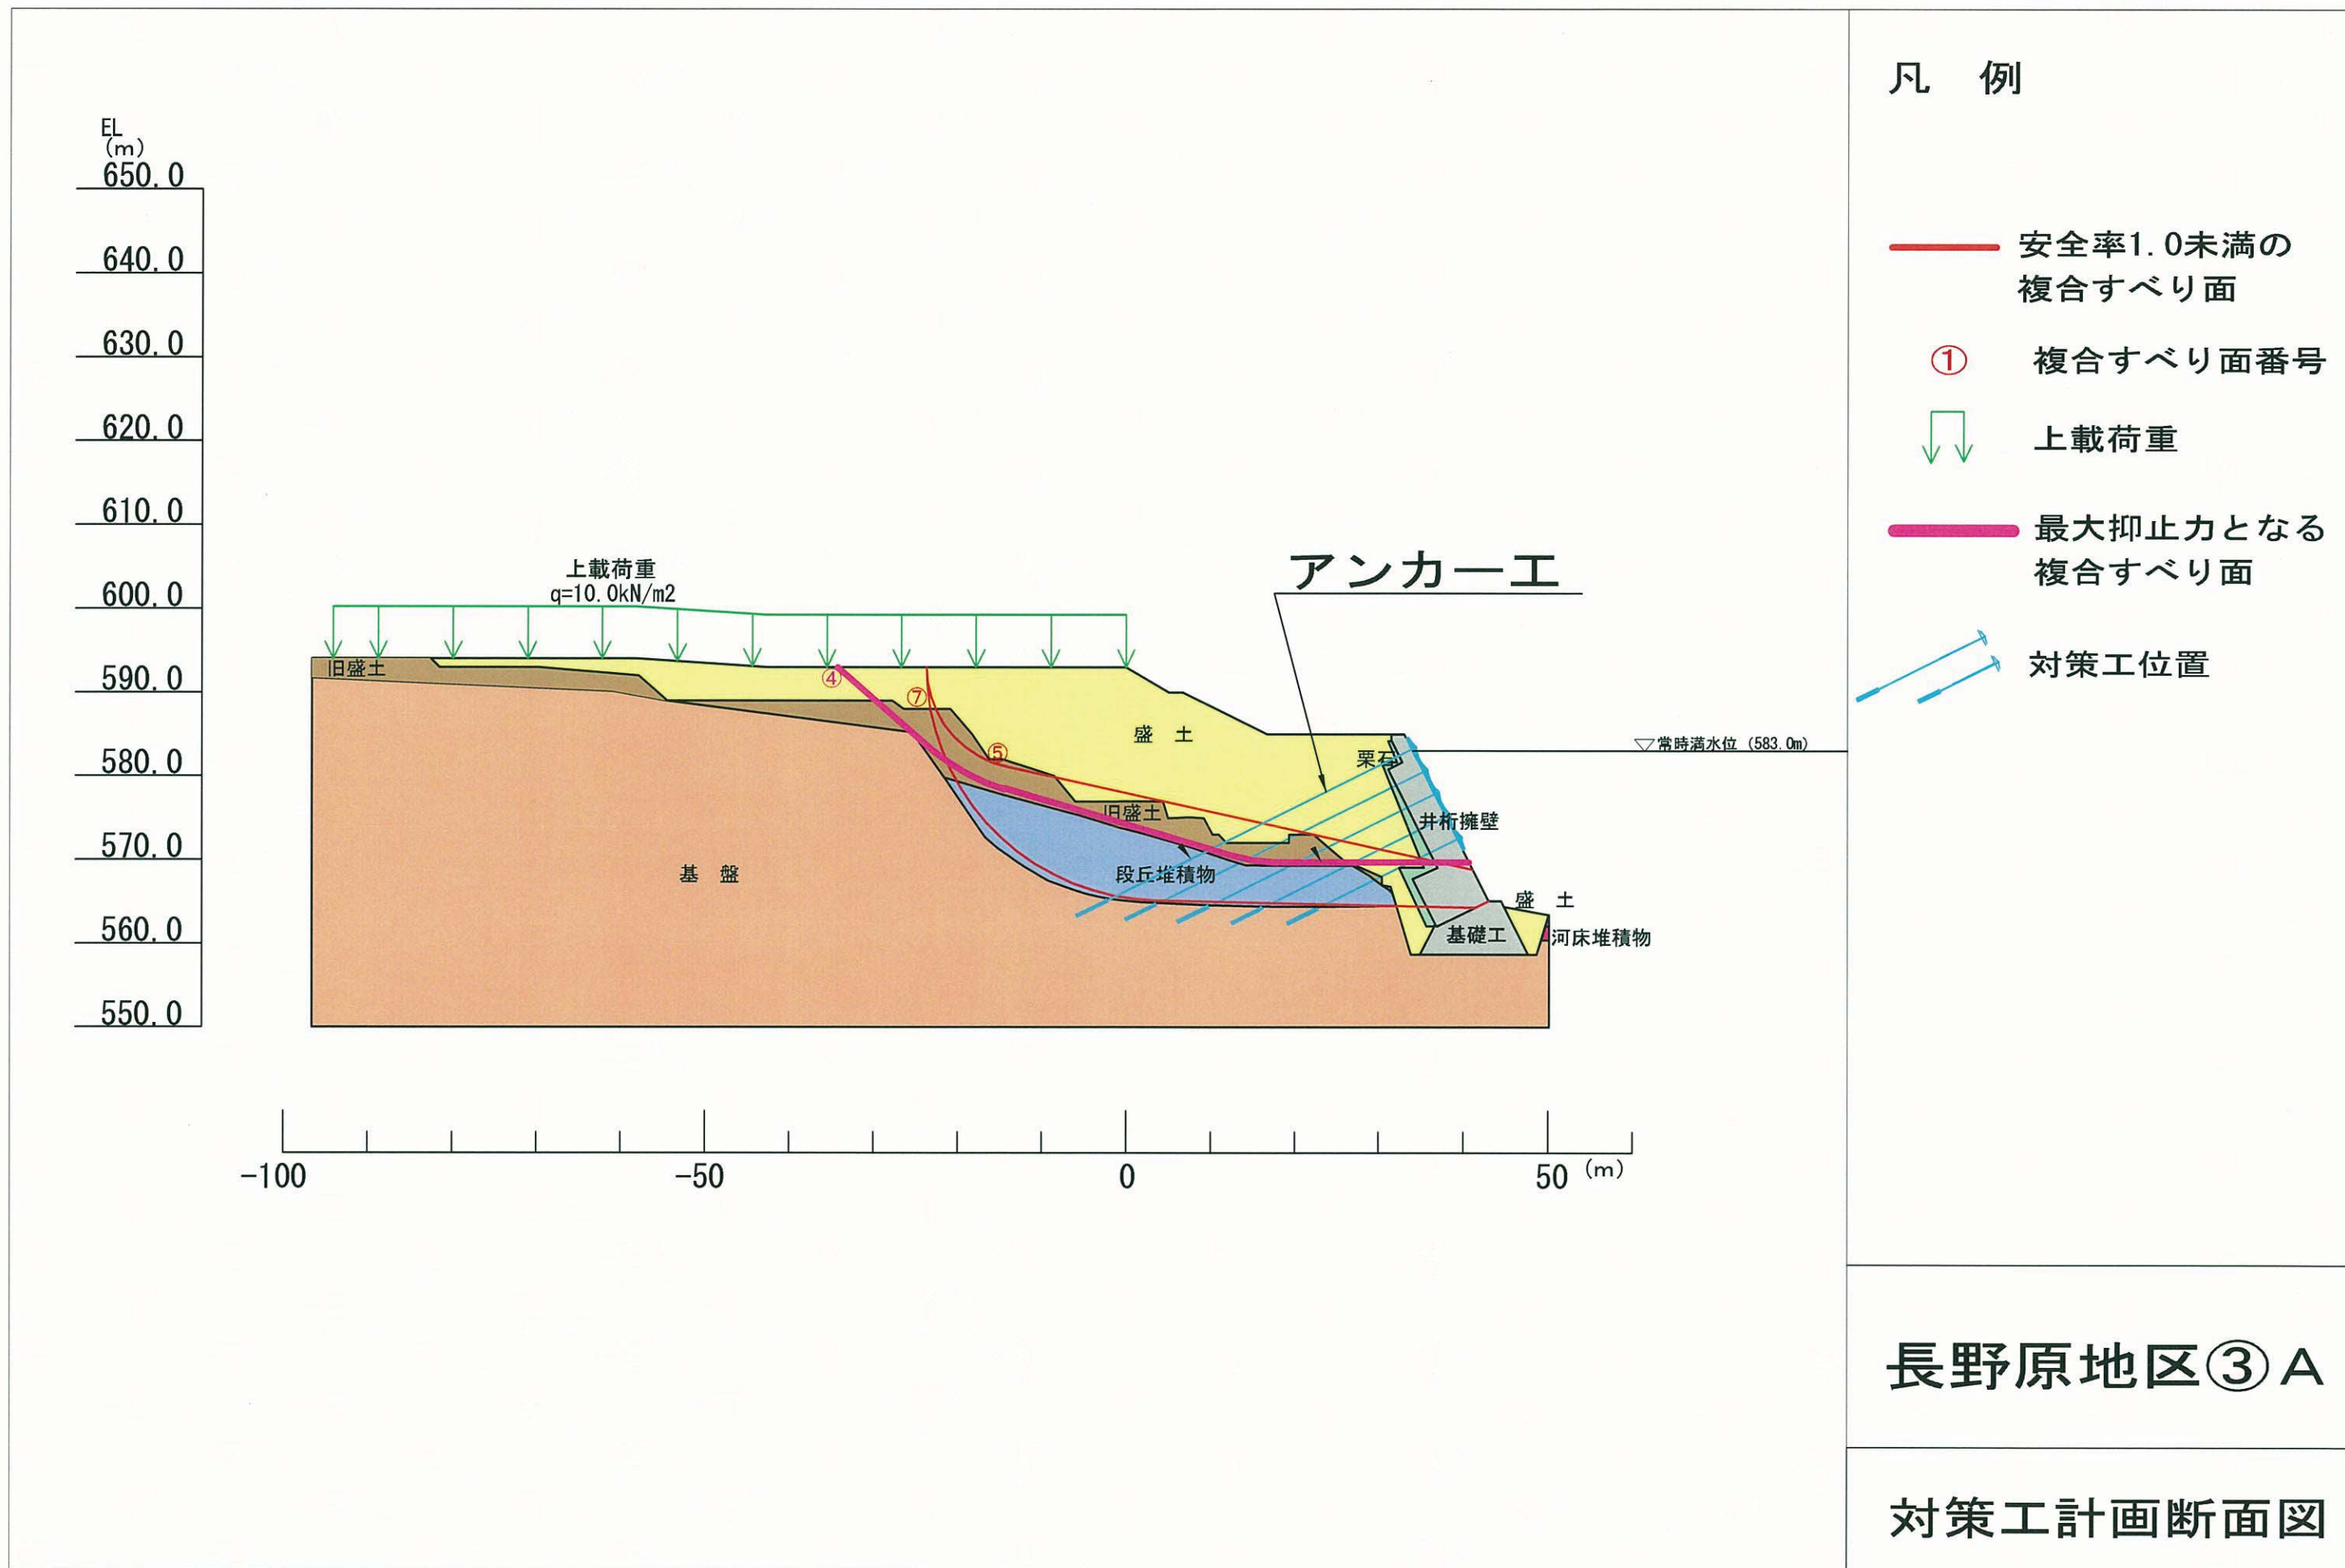 EL
(m)
650.0
640.0
630.0
620.0
610.0
600.0
590.0
580.0
570.0
560.0
550.0
上載荷重
q=10.0kN/m2
アンカー工
旧盛土
④
⑦
⑤
盛 土
栗石
▽常時満水位 (583.0m)
旧盛土
井桁擁壁
基 盤
段丘堆積物
盛 土
基礎工
河床堆積物
-100
-50
0
50
(m)
凡 例
安全率1.0未満の
複合すべり面
① 複合すべり面番号
上載荷重
最大抑止力となる
複合すべり面
対策工位置
長野原地区③A
対策工計画断面図